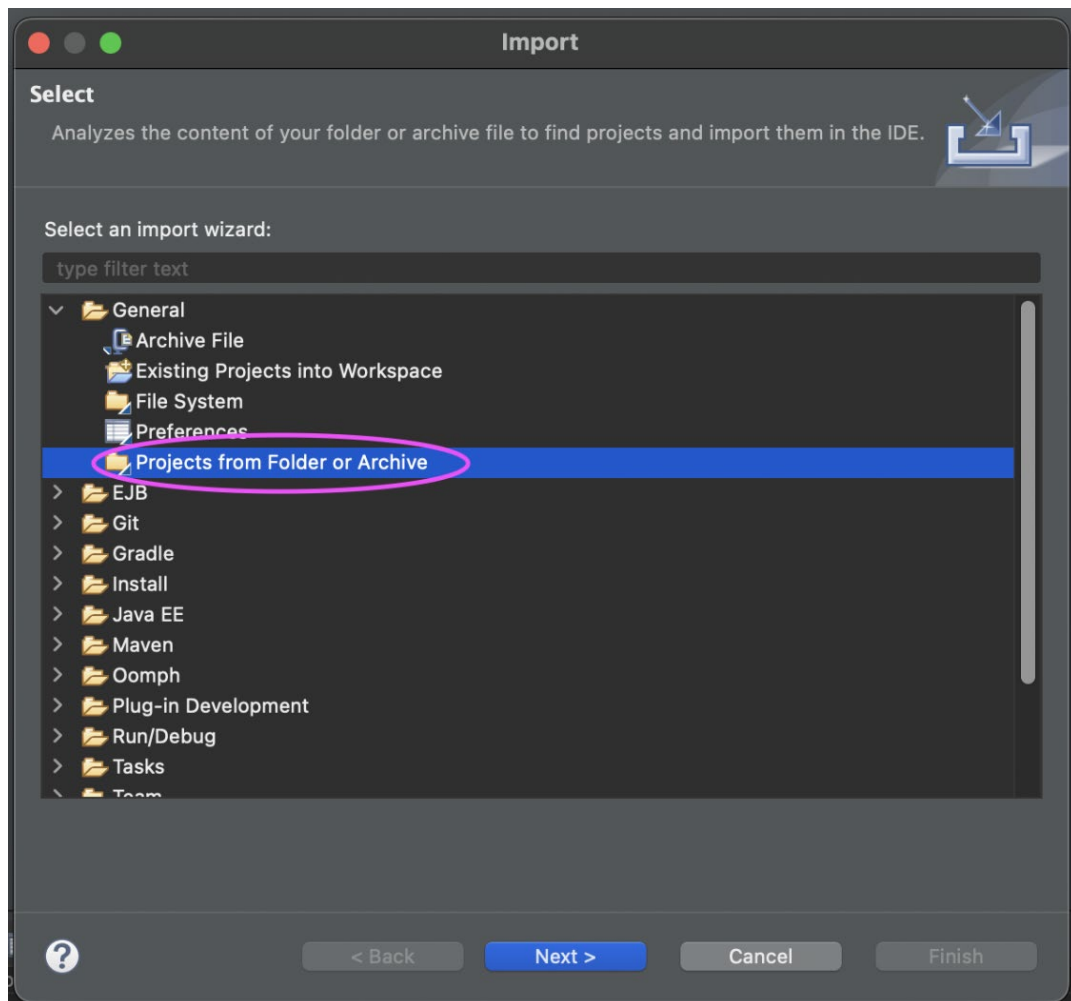 Import
Select
Analyzes the content of your folder or archive file to find projects and import them in the IDE.
Select an import wizard:
type filter text
General
Archive File
Existing Projects into Workspace
File System
Preferences
Projects from Folder or Archive
EJB
Git
Gradle
Install
Java EE
Maven
Oomph
Plug-in Development
Run/Debug
Tasks
Team
?
< Back
Next >
Cancel
Finish